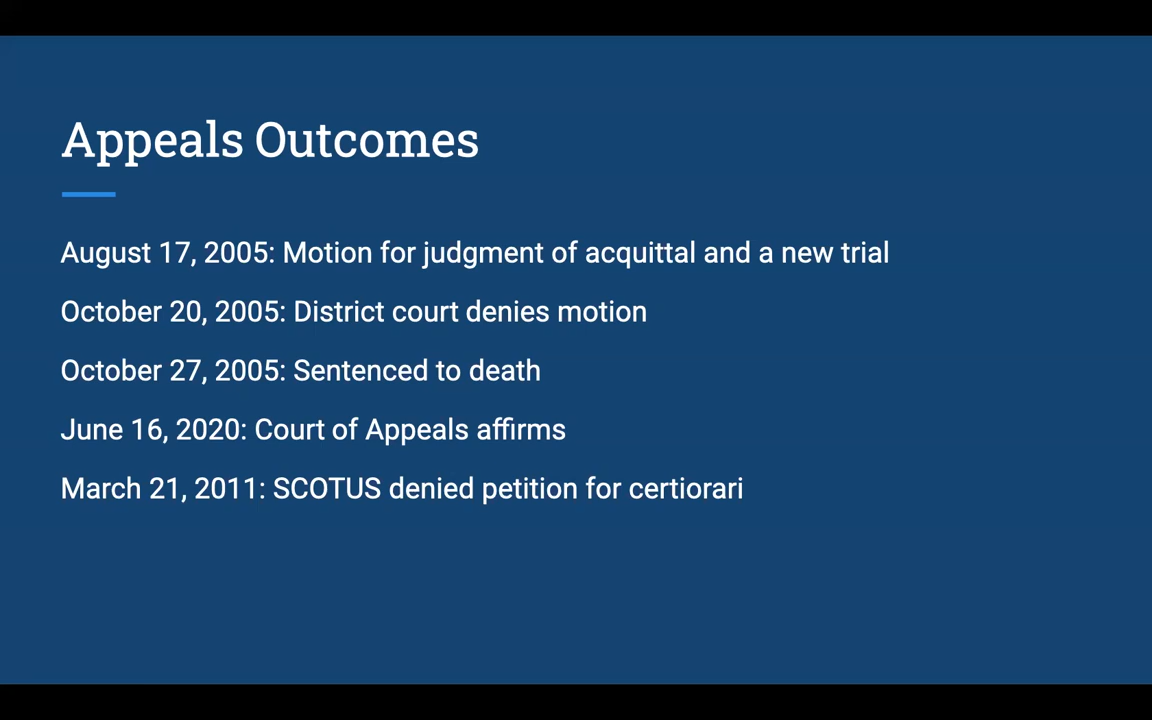 Appeals Outcomes
August 17, 2005: Motion for judgment of acquittal and a new trial
October 20, 2005: District court denies motion
October 27, 2005: Sentenced to death
June 16, 2020: Court of Appeals affirms
March 21, 2011: SCOTUS denied petition for certiorari